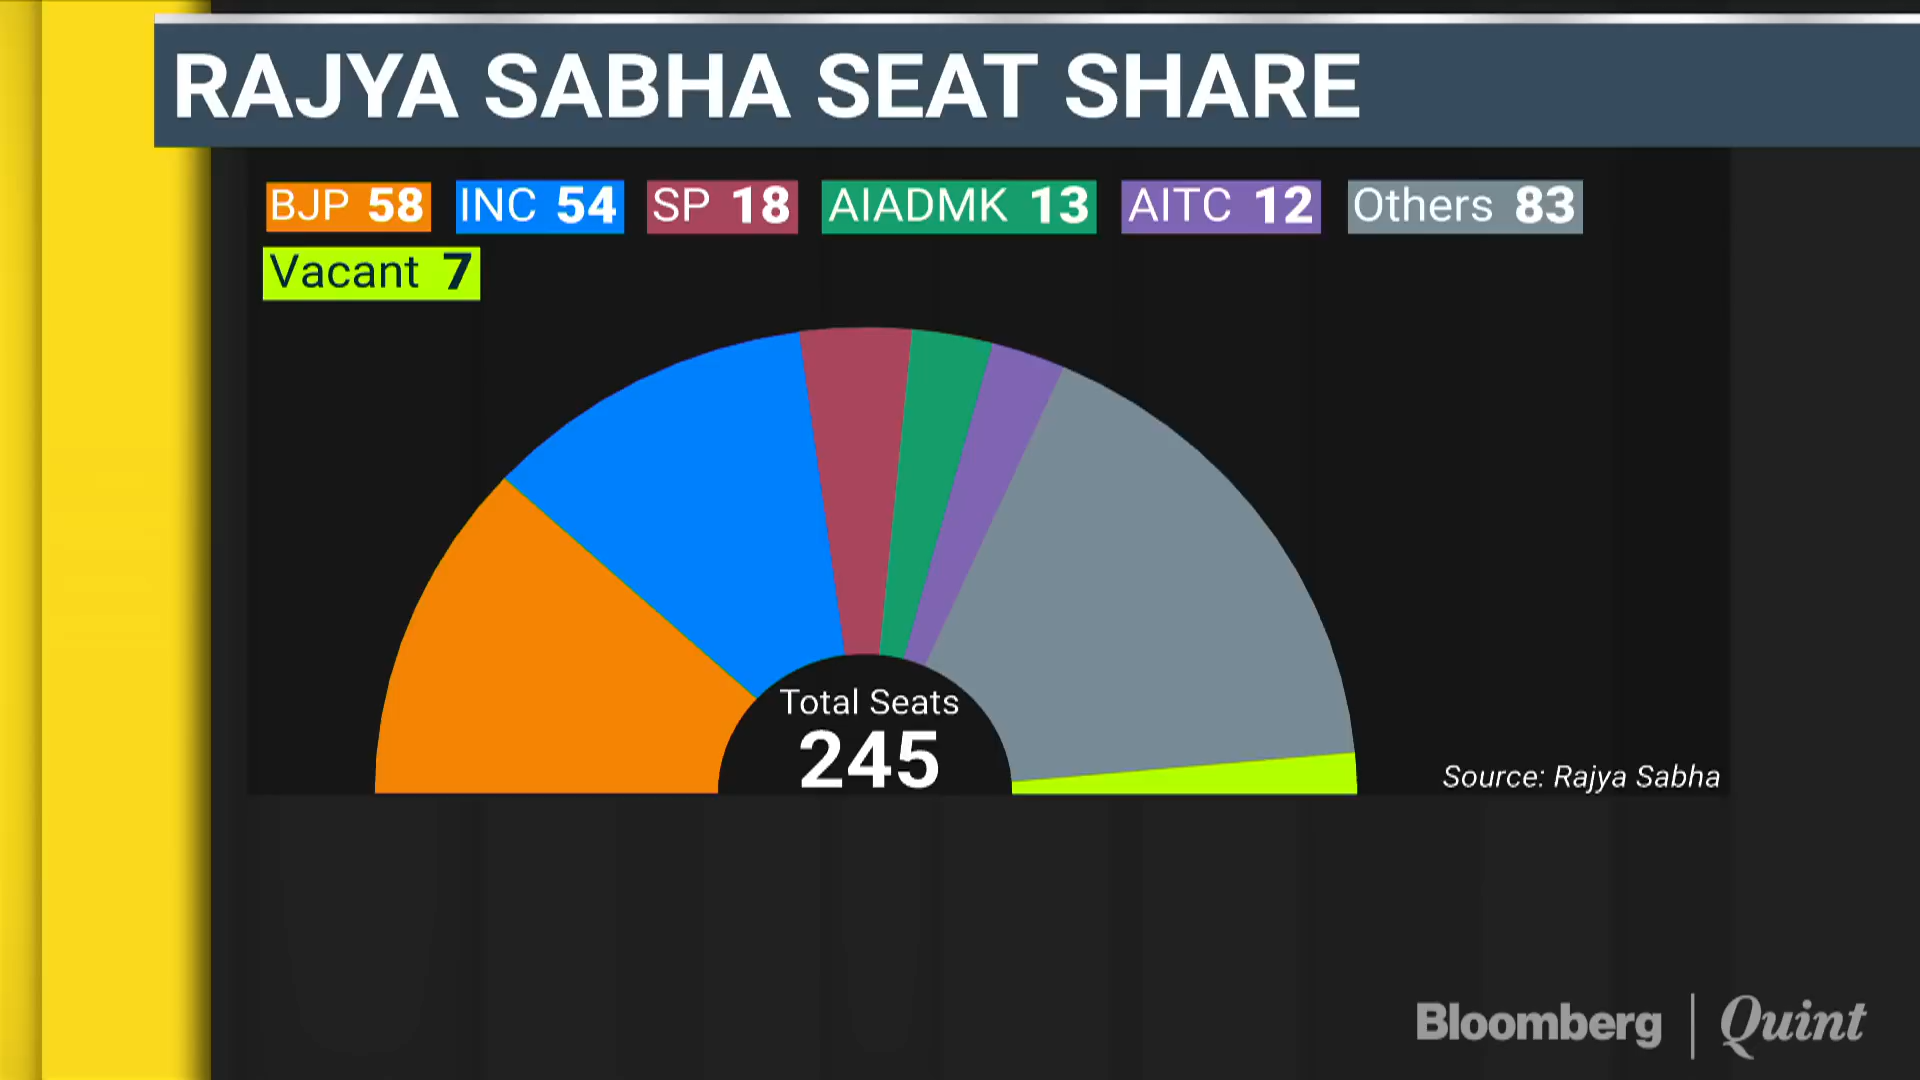 RAJYA SABHA SEAT SHARE
BJP 58 INC 54 SP 18 AIADMK 13 AITC 12 Others 83
Vacant 7
Total Seats
245
Source: Rajya Sabha
Bloomberg | Quint